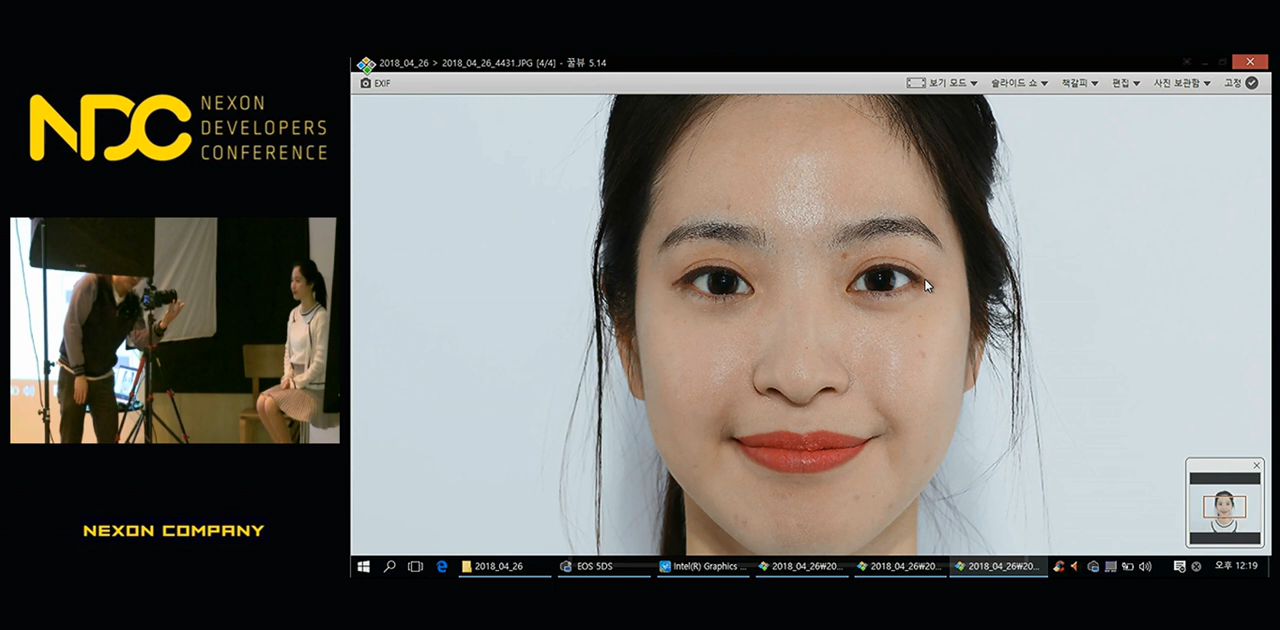 NDC
NEXON
DEVELOPERS
CONFERENCE
NEXON COMPANY
2018_04_26 > 2018_04_26_4431.JPG [4/4] - 꿀뷰 5.14
EXIF
보기 모드
슬라이드 쇼
책갈피
편집
사진 보관함
고정
2018_04_26
EOS 5DS
Intel(R) Graphics ...
2018_04_26₩20...
2018_04_26₩20...
2018_04_26₩20...
오후 12:19